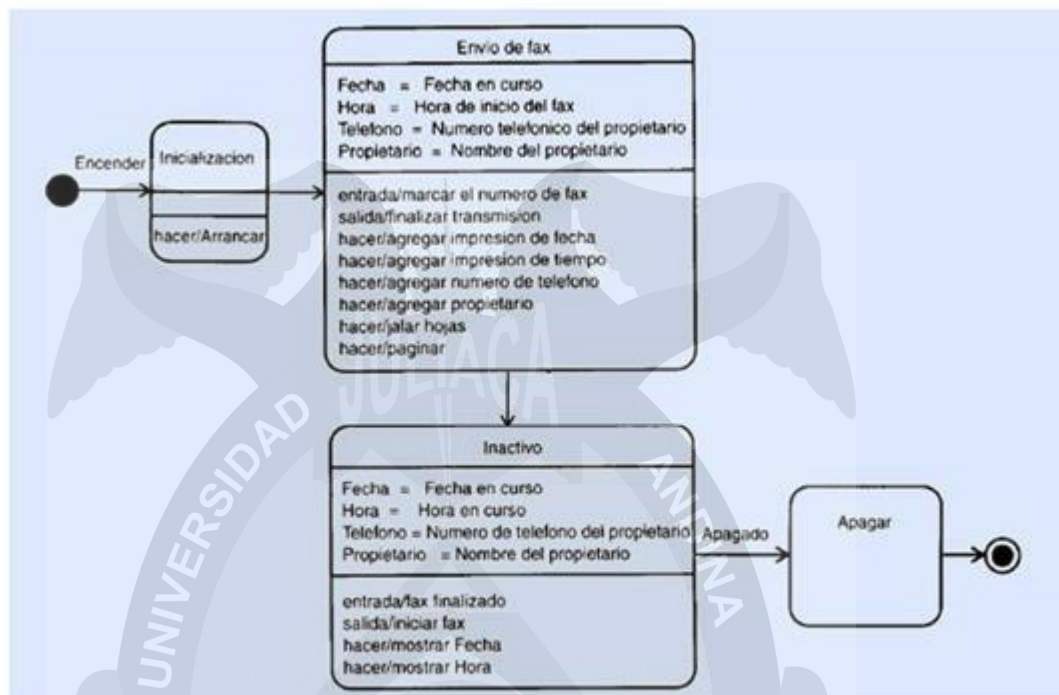 Envio de fax
Fecha = Fecha en curso
Hora = Hora de inicio del fax
Telefono = Numero telefonico del propietario
Propietario = Nombre del propietario
entrada/marcar el numero de fax
salida/finalizar transmision
hacer/agregar impresion de fecha
hacer/agregar impresion de tiempo
hacer/agregar numero de telefono
hacer/agregar propietario
hacer/jalar hojas
hacer/paginar
Encender
Inicializacion
hacer/Arrancar
Inactivo
Fecha = Fecha en curso
Hora = Hora en curso
Telefono = Numero de telefono del propietario
Propietario = Nombre del propietario
entrada/fax finalizado
salida/iniciar fax
hacer/mostrar Fecha
hacer/mostrar Hora
Apagado
Apagar
UNIVERSIDAD
ANDINA
JULIACA